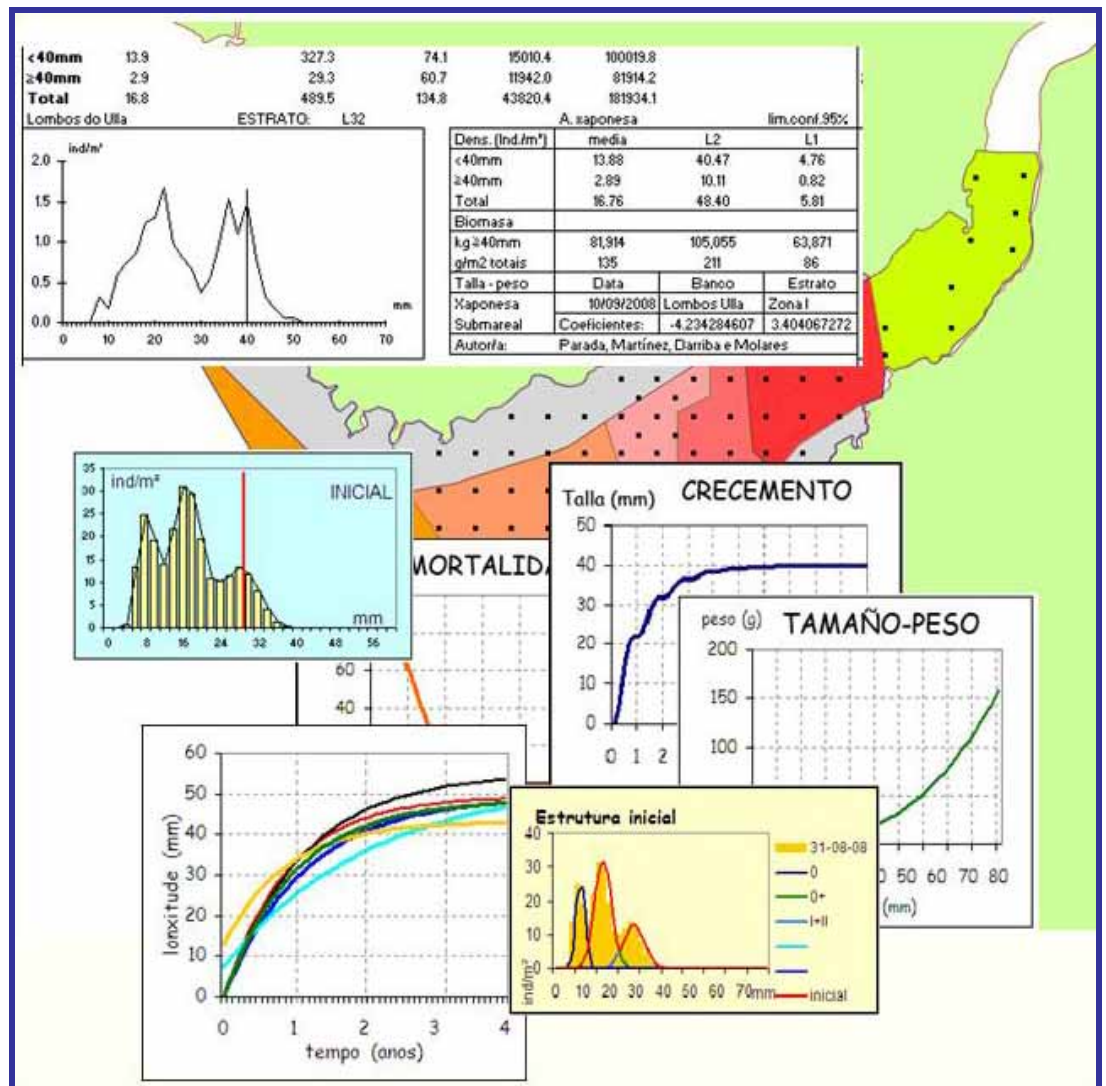 <40mm 13.9 327.3 74.1 15010.4 100019.8
≥40mm 2.9 29.3 60.7 11942.0 81914.2
Total 16.8 489.5 134.8 43820.4 181934.1
Lombos do Ulla ESTRATO: L32 A. xaponesa lim.conf.95%
ind/m²
2.0
1.5
1.0
0.5
0.0
mm
0 10 20 30 40 50 60 70
Dens. (Ind./m²) media L2 L1
<40mm 13.88 40.47 4.76
≥40mm 2.89 10.11 0.82
Total 16.76 48.40 5.81
Biomasa
kg≥40mm 81,914 105,055 63,871
g/m2 totais 135 211 86
Talla - peso Data Banco Estrato
Xaponesa 10/09/2008 Lombos Ulla Zona I
Submareal Coeficientes: -4.234284607 3.404067272
Autor/a: Parada, Martínez, Darriba e Molares
ind/m²
INICIAL
35
30
25
20
15
10
5
0
mm
0 8 16 24 32 40 48 56
MORTALIDA
60
40
Talla (mm) CRECEMENTO
50
40
30
20
10
0
0 1 2
peso (g) TAMAÑO-PESO
200
150
100
50 60 70 80
(mm)
lonxitude (mm)
60
50
40
30
20
10
0
0 1 2 3 4
tempo (anos)
Estrutura inicial
40
30
20
10
0
ind/m²
0 10 20 30 40 50 60 70mm
31-08-08
0
0+
I+II
inicial